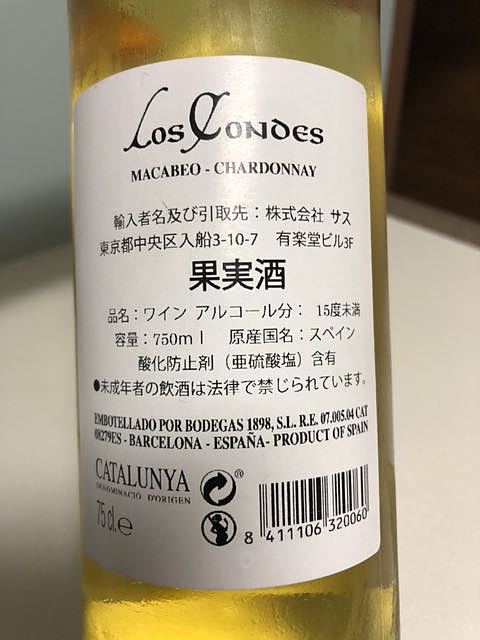 Los Condes
MACABEO - CHARDONNAY
輸入者名及び引取先：株式会社 サス
東京都中央区入船3-10-7 有楽堂ビル3F
果実酒
品名：ワイン アルコール分： 15度未満
容量：750ml 原産国名：スペイン
酸化防止剤（亜硫酸塩）含有
●未成年者の飲酒は法律で禁じられています。
EMBOTELLADO POR BODEGAS 1898, S.L. R.E. 07.005.04 CAT
08279ES - BARCELONA - ESPAÑA- PRODUCT OF SPAIN
CATALUNYA
DENOMINACIÓ D'ORIGEN
®
75 cl. e
8 411106 320060